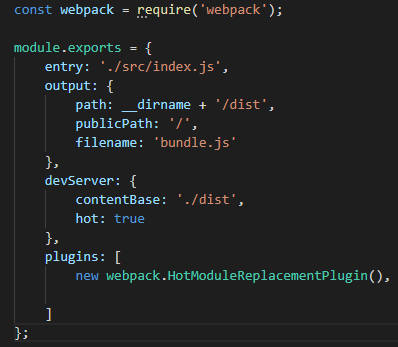 const webpack = require('webpack');
module.exports = {
    entry: './src/index.js',
    output: {
        path: __dirname + '/dist',
        publicPath: '/',
        filename: 'bundle.js'
    },
    devServer: {
        contentBase: './dist',
        hot: true
    },
    plugins: [
        new webpack.HotModuleReplacementPlugin(),
    ]
};